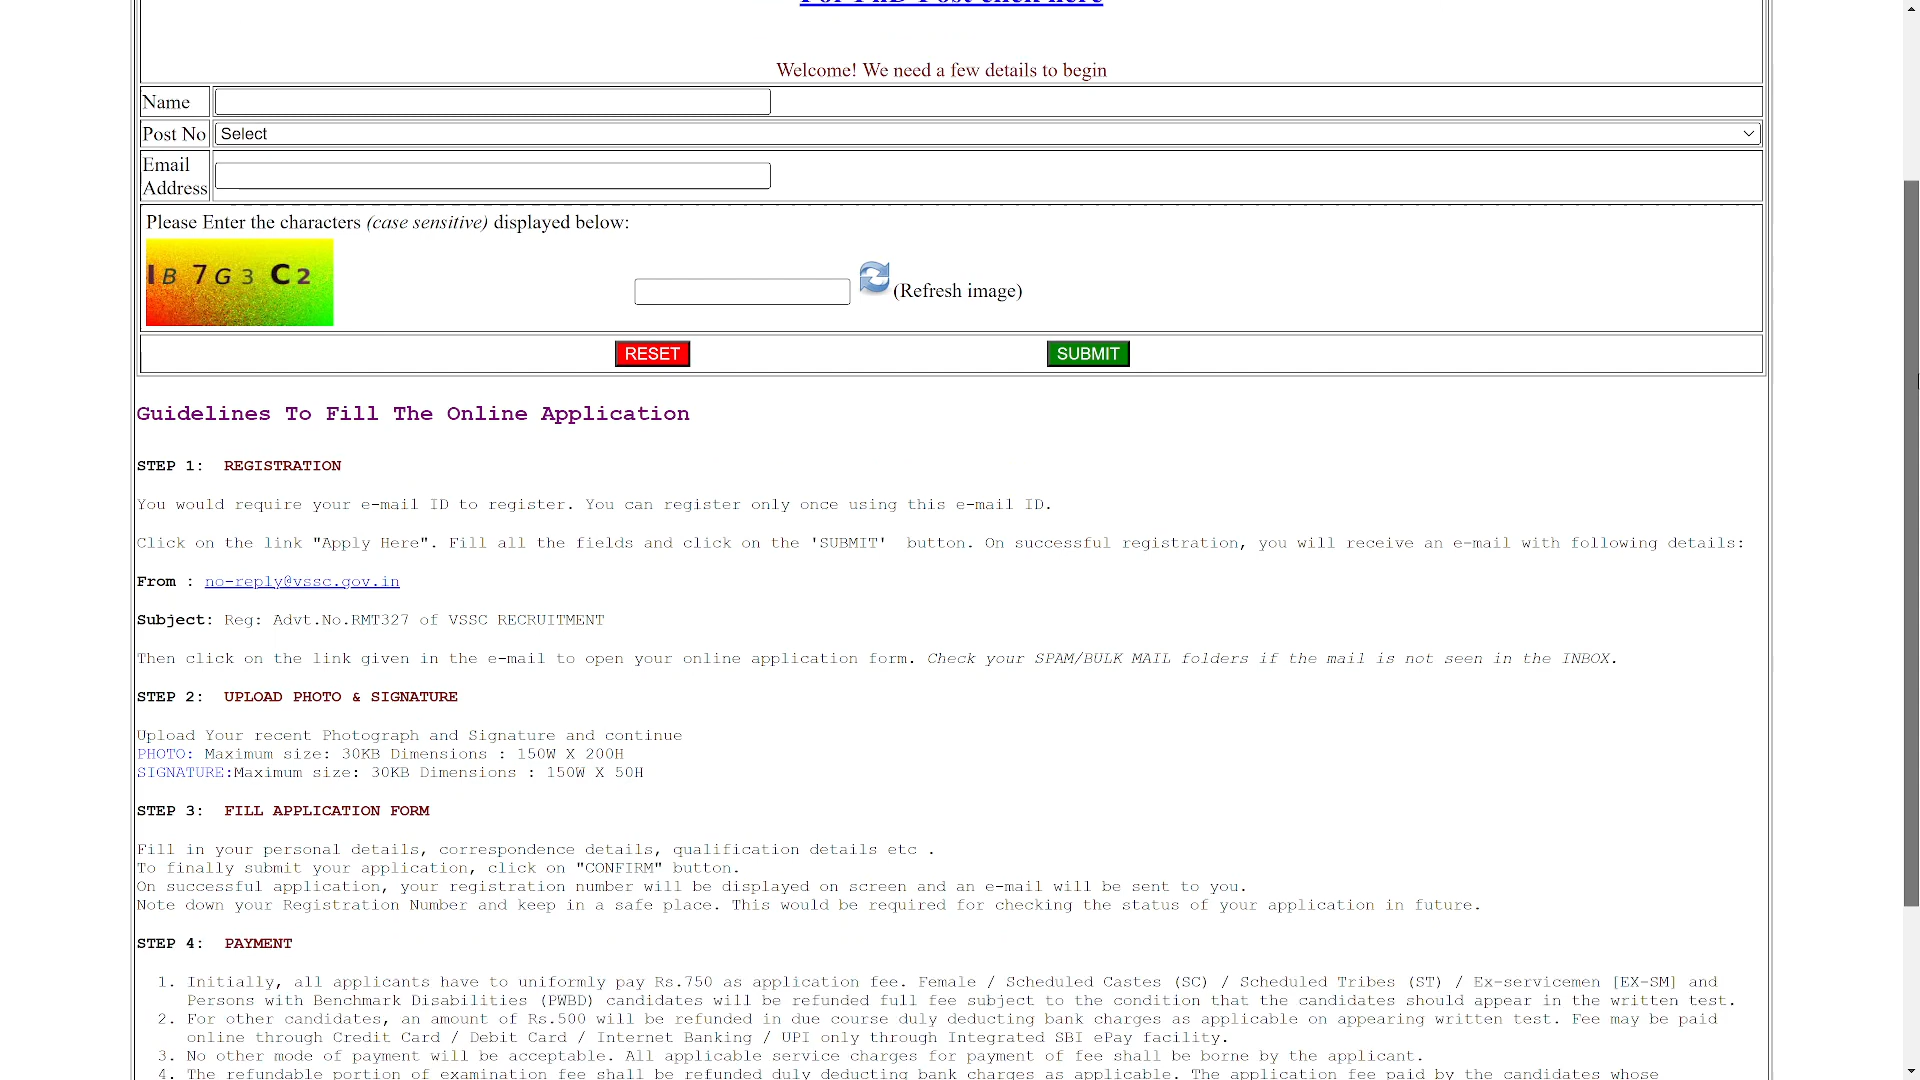 For PhD Post click here
Welcome! We need a few details to begin
Name
Post No Select
Email
Address
Please Enter the characters (case sensitive) displayed below:
IB 7G3 C2
(Refresh image)
RESET SUBMIT
Guidelines To Fill The Online Application
STEP 1: REGISTRATION
You would require your e-mail ID to register. You can register only once using this e-mail ID.
Click on the link "Apply Here". Fill all the fields and click on the 'SUBMIT' button. On successful registration, you will receive an e-mail with following details:
From : no-reply@vssc.gov.in
Subject: Reg: Advt.No.RMT327 of VSSC RECRUITMENT
Then click on the link given in the e-mail to open your online application form. Check your SPAM/BULK MAIL folders if the mail is not seen in the INBOX.
STEP 2: UPLOAD PHOTO & SIGNATURE
Upload Your recent Photograph and Signature and continue
PHOTO: Maximum size: 30KB Dimensions : 150W X 200H
SIGNATURE:Maximum size: 30KB Dimensions : 150W X 50H
STEP 3: FILL APPLICATION FORM
Fill in your personal details, correspondence details, qualification details etc .
To finally submit your application, click on "CONFIRM" button.
On successful application, your registration number will be displayed on screen and an e-mail will be sent to you.
Note down your Registration Number and keep in a safe place. This would be required for checking the status of your application in future.
STEP 4: PAYMENT
1. Initially, all applicants have to uniformly pay Rs.750 as application fee. Female / Scheduled Castes (SC) / Scheduled Tribes (ST) / Ex-servicemen [EX-SM] and
Persons with Benchmark Disabilities (PWBD) candidates will be refunded full fee subject to the condition that the candidates should appear in the written test.
2. For other candidates, an amount of Rs.500 will be refunded in due course duly deducting bank charges as applicable on appearing written test. Fee may be paid
online through Credit Card / Debit Card / Internet Banking / UPI only through Integrated SBI ePay facility.
3. No other mode of payment will be acceptable. All applicable service charges for payment of fee shall be borne by the applicant.
4. The refundable portion of examination fee shall be refunded duly deducting bank charges as applicable. The application fee paid by the candidates whose